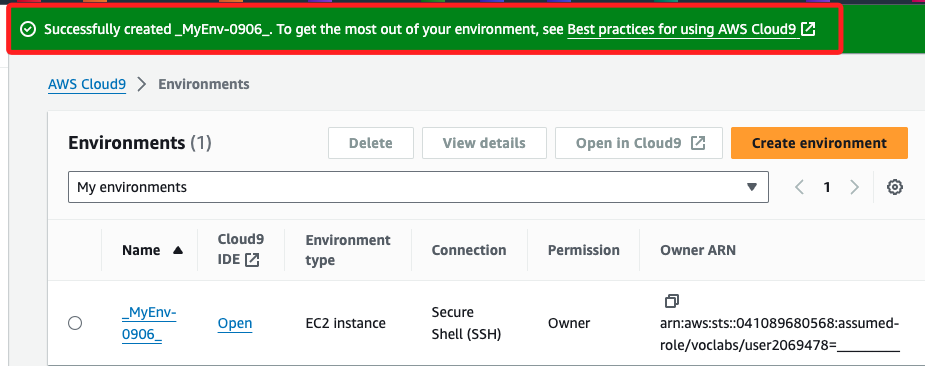 Successfully created _MyEnv-0906_. To get the most out of your environment, see Best practices for using AWS Cloud9
AWS Cloud9 > Environments
Environments (1)
Delete
View details
Open in Cloud9
Create environment
My environments
1
Name
Cloud9
IDE
Environment
type
Connection
Permission
Owner ARN
_MyEnv-
0906_
Open
EC2 instance
Secure
Shell (SSH)
Owner
arn:aws:sts::041089680568:assumed-
role/voclabs/user2069478=_________